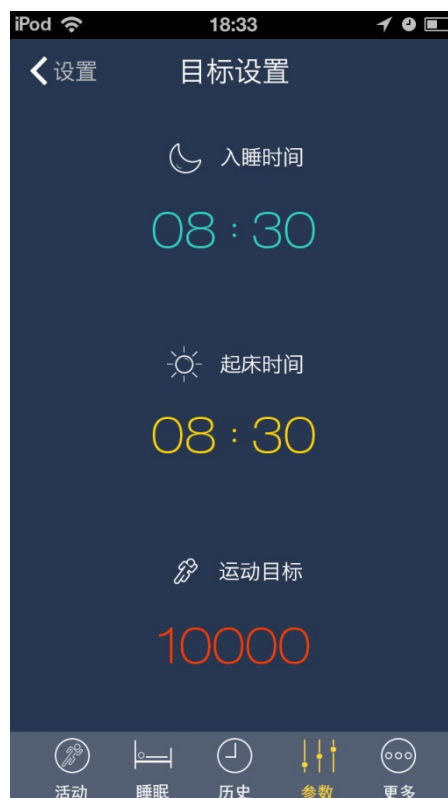 iPod 18:33
设置 目标设置
入睡时间
08:30
起床时间
08:30
运动目标
10000
活动 睡眠 历史 参数 更多